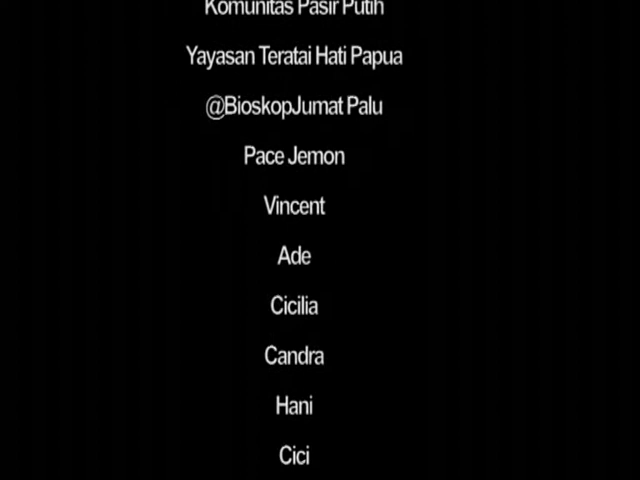 Komunitas Pasir Putih
Yayasan Teratai Hati Papua
@BioskopJumat Palu
Pace Jemon
Vincent
Ade
Cicilia
Candra
Hani
Cici